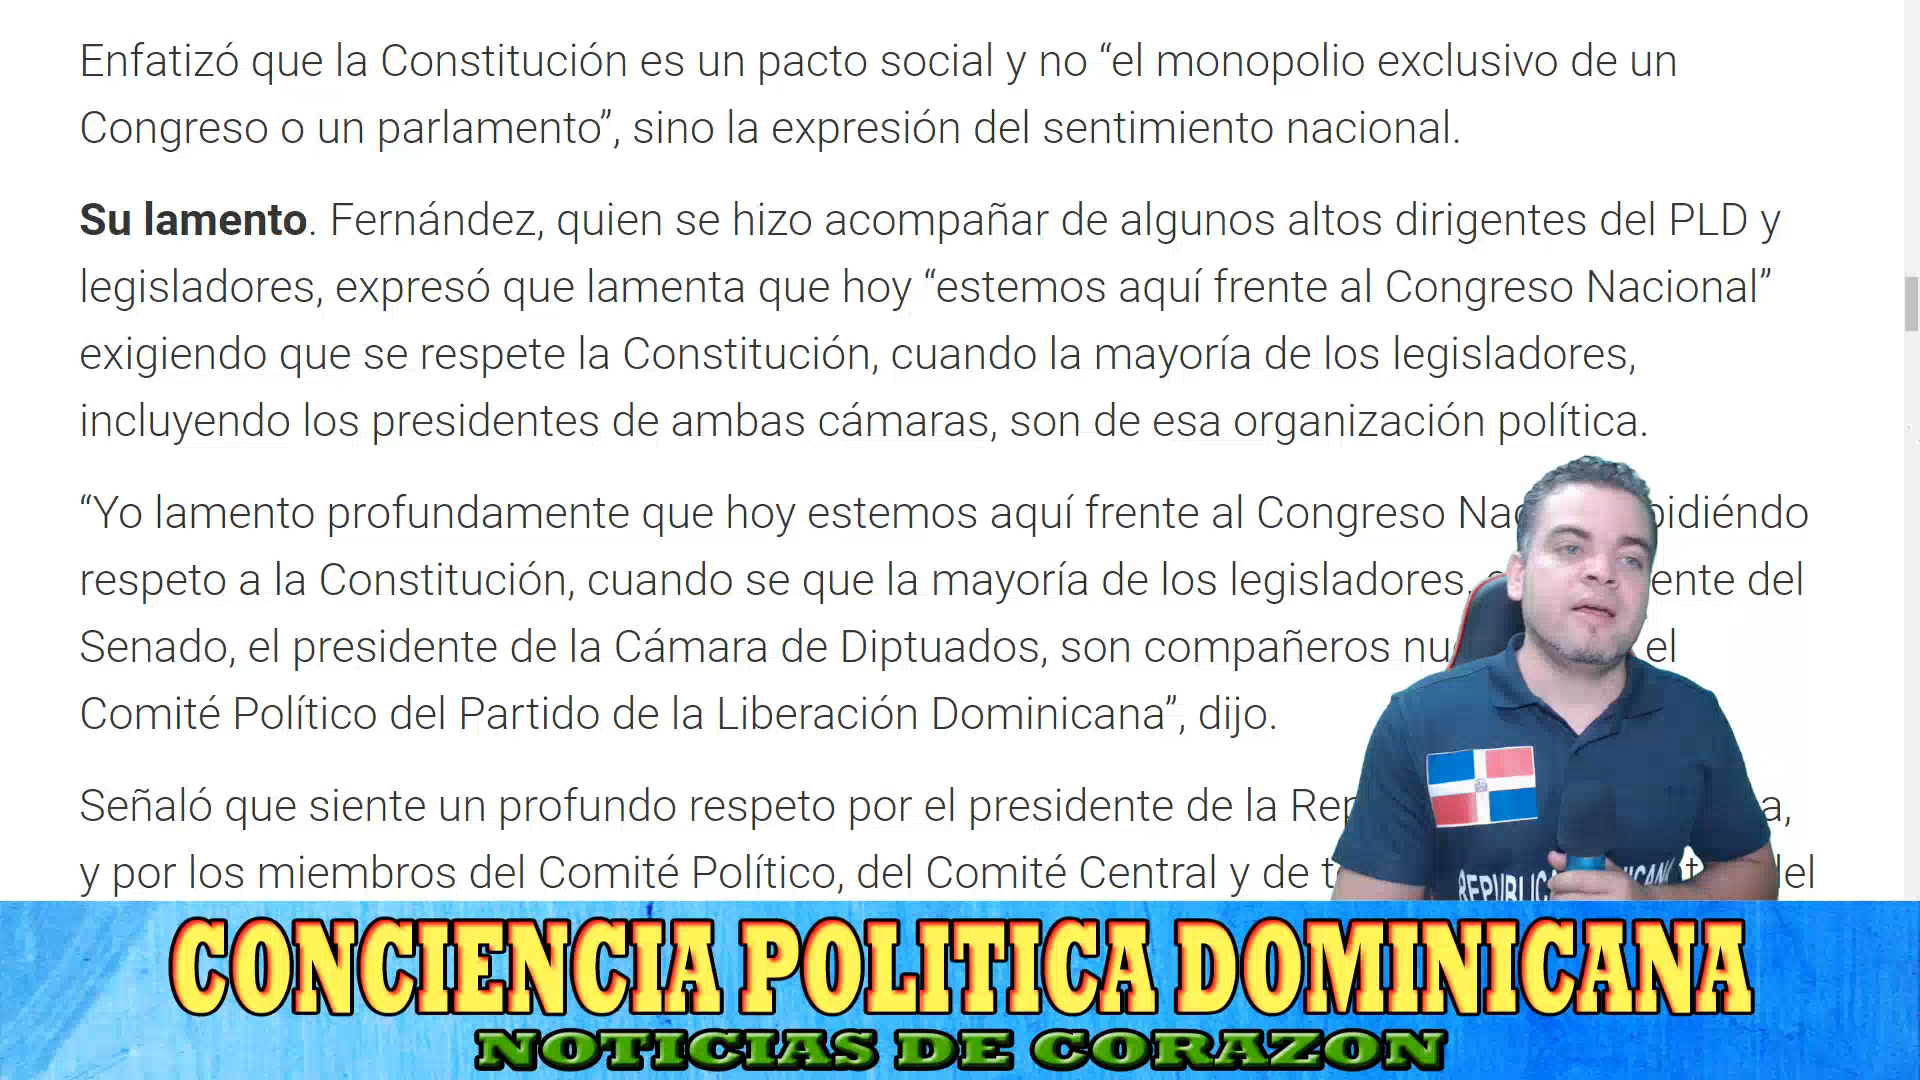 Enfatizó que la Constitución es un pacto social y no “el monopolio exclusivo de un
Congreso o un parlamento”, sino la expresión del sentimiento nacional.
Su lamento. Fernández, quien se hizo acompañar de algunos altos dirigentes del PLD y
legisladores, expresó que lamenta que hoy “estemos aquí frente al Congreso Nacional”
exigiendo que se respete la Constitución, cuando la mayoría de los legisladores,
incluyendo los presidentes de ambas cámaras, son de esa organización política.
“Yo lamento profundamente que hoy estemos aquí frente al Congreso pidiéndo
respeto a la Constitución, cuando se que la mayoría de los legisladores, del
Senado, el presidente de la Cámara de Diptuados, son compañeros el
Comité Político del Partido de la Liberación Dominicana”, dijo.
Señaló que siente un profundo respeto por el presidente de la
y por los miembros del Comité Político, del Comité Central y de del
CONCIENCIA POLITICA DOMINICANA
NOTICIAS DE CORAZON